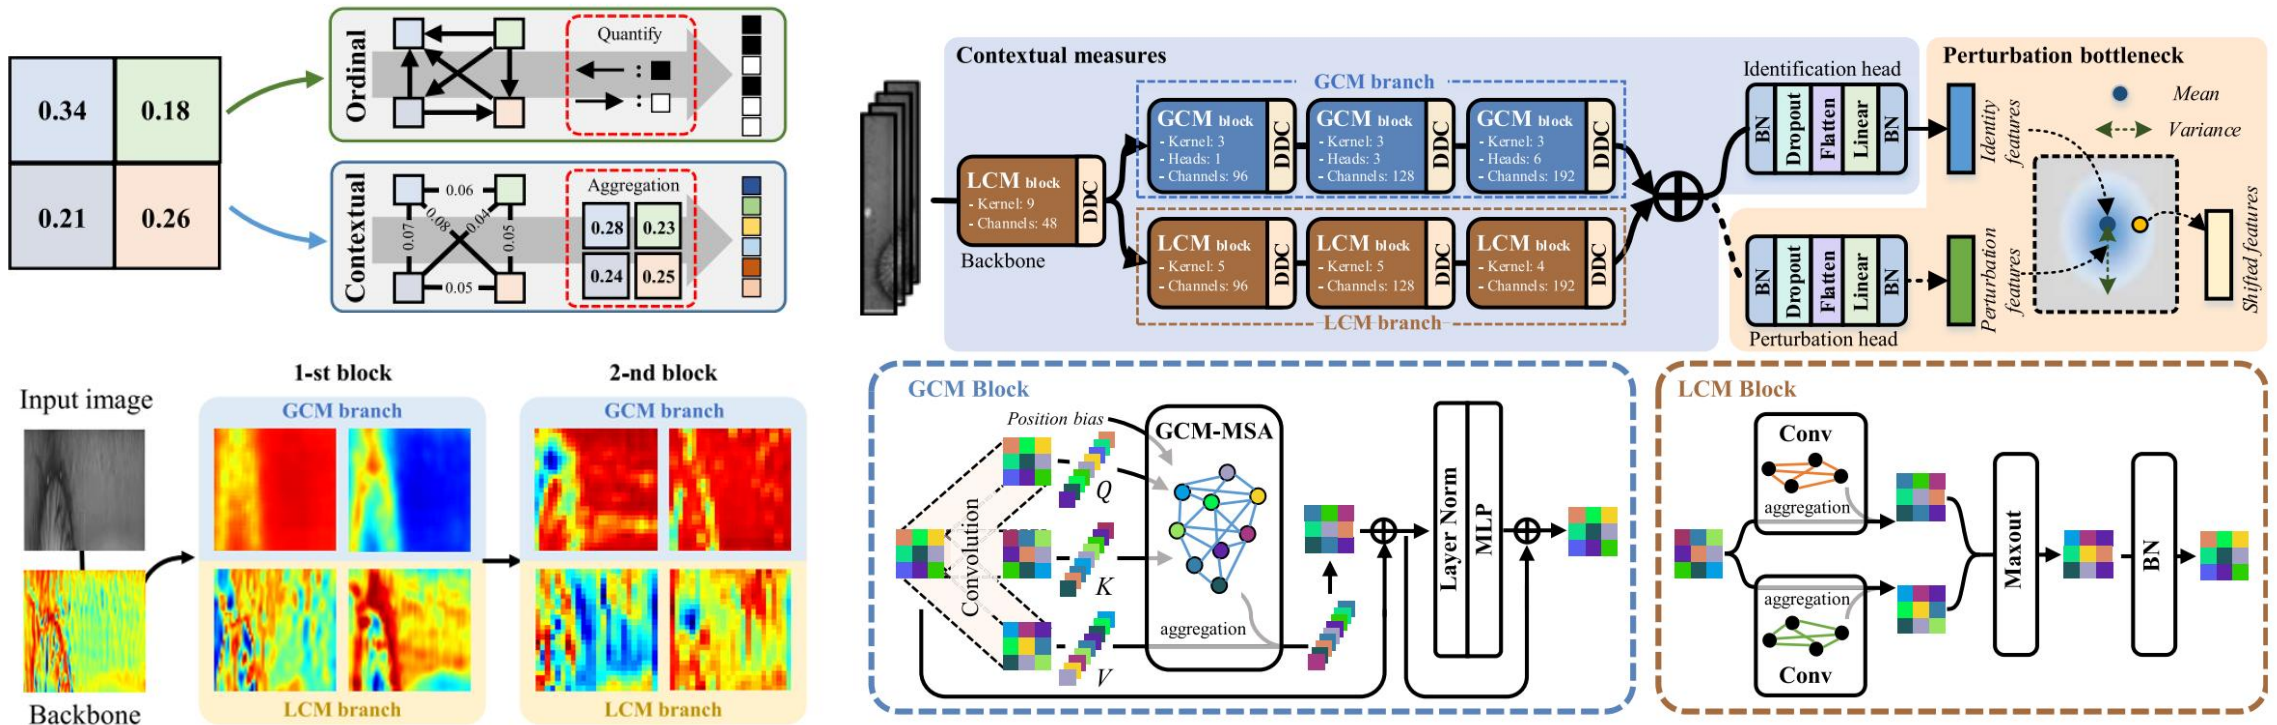 0.34
0.18
0.21
0.26
Ordinal
Quantify
:
:
Contextual
0.06
0.07
0.08
0.04
0.05
0.05
Aggregation
0.28
0.23
0.24
0.25
Input image
Backbone
1-st block
GCM branch
LCM branch
2-nd block
GCM branch
LCM branch
Contextual measures
LCM block
- Kernel: 9
- Channels: 48
DDC
Backbone
GCM branch
GCM block
- Kernel: 3
- Heads: 1
- Channels: 96
DDC
GCM block
- Kernel: 3
- Heads: 3
- Channels: 128
DDC
GCM block
- Kernel: 3
- Heads: 6
- Channels: 192
DDC
LCM block
- Kernel: 5
- Channels: 96
DDC
LCM block
- Kernel: 5
- Channels: 128
DDC
LCM block
- Kernel: 4
- Channels: 192
DDC
LCM branch
Identification head
BN
Dropout
Flatten
Linear
BN
Perturbation bottleneck
Identity
features
Mean
Variance
BN
Dropout
Flatten
Linear
BN
Perturbation head
Perturbation
features
Shifted features
GCM Block
Position bias
GCM-MSA
Convolution
Q
K
V
aggregation
Layer Norm
MLP
LCM Block
Conv
aggregation
aggregation
Conv
Maxout
BN